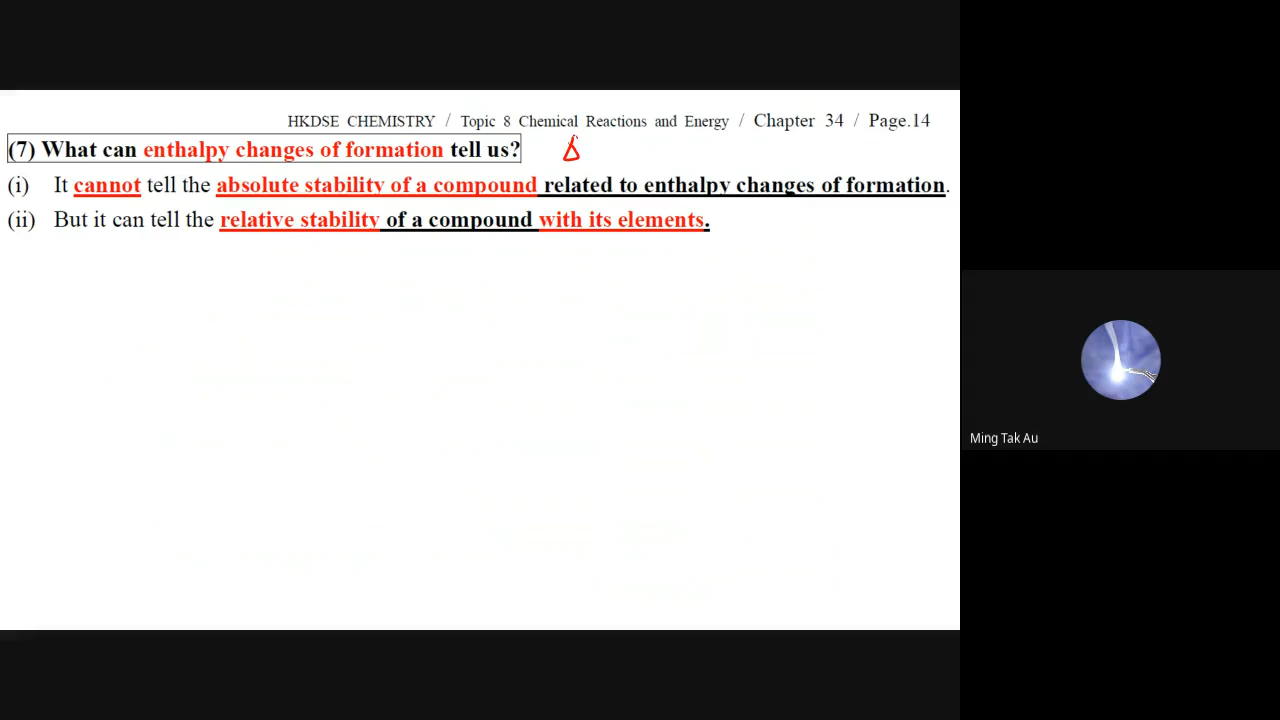 HKDSE CHEMISTRY / Topic 8 Chemical Reactions and Energy / Chapter 34 / Page.14
(7) What can enthalpy changes of formation tell us? Δ
(i) It cannot tell the absolute stability of a compound related to enthalpy changes of formation.
(ii) But it can tell the relative stability of a compound with its elements.
Ming Tak Au